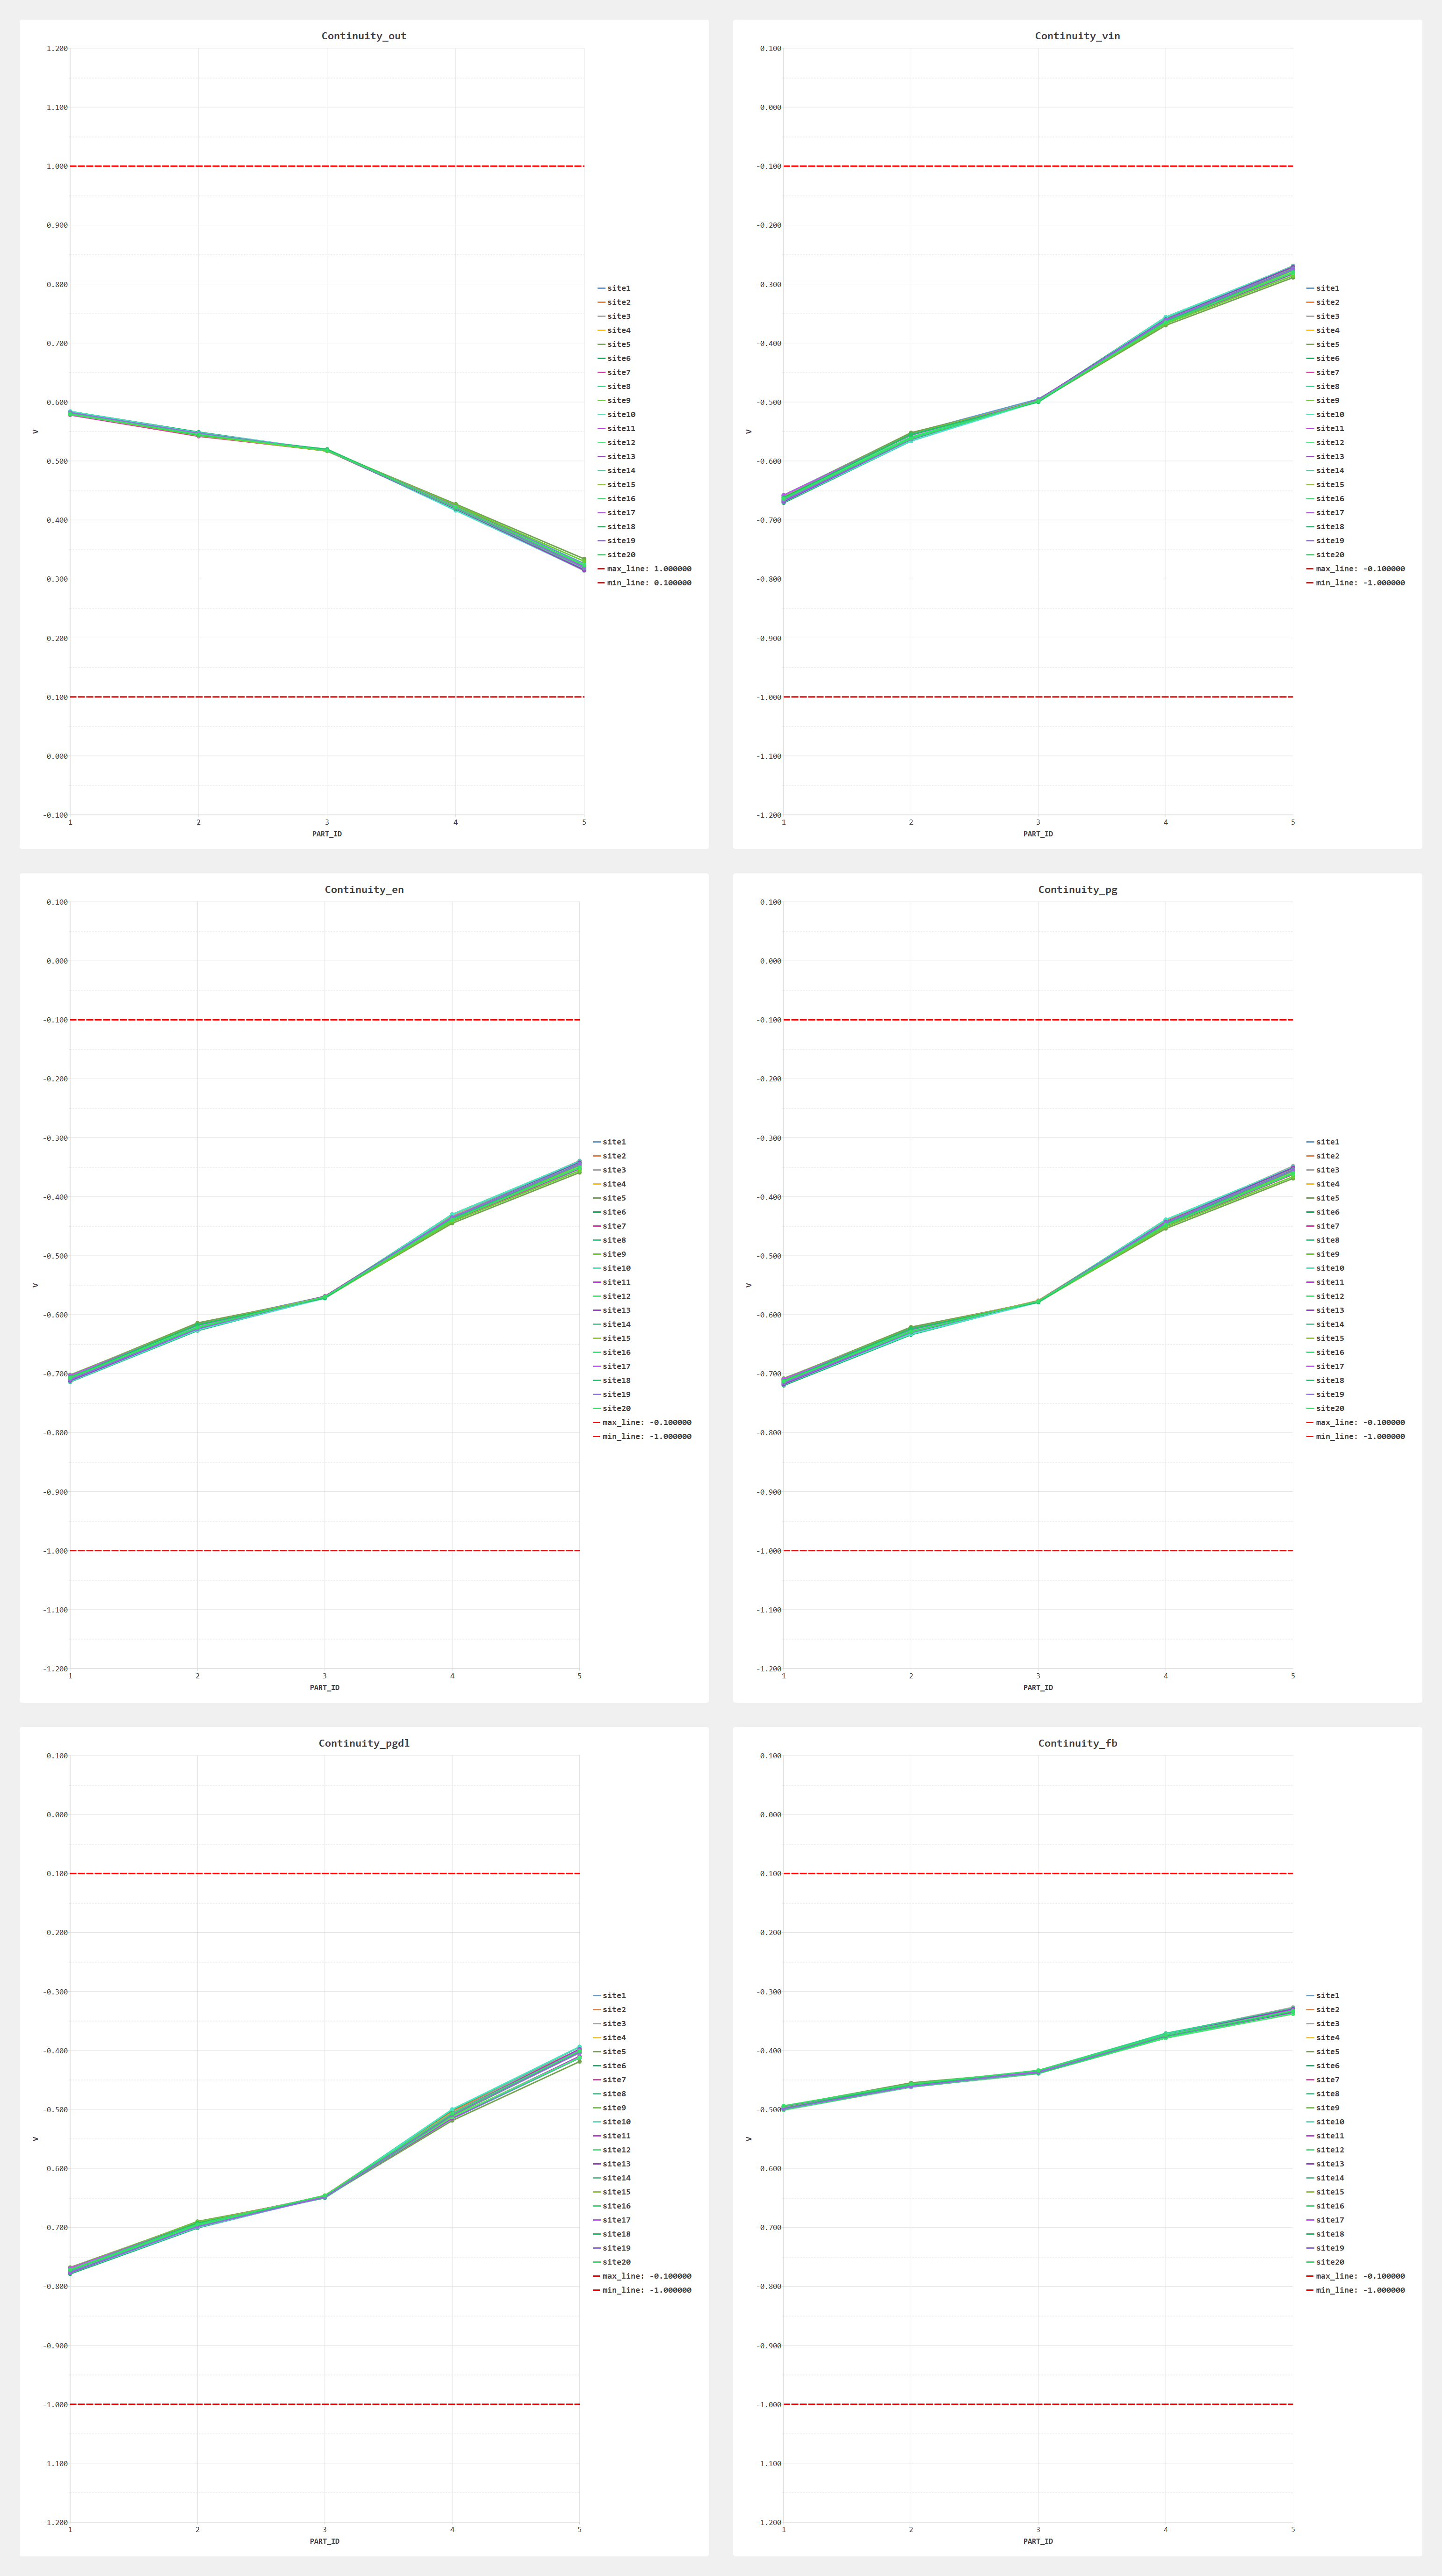 Continuity_out
1.200
1.100
1.000
0.900
0.800
0.700
0.600
0.500
0.400
0.300
0.200
0.100
0.000
-0.100
V
1 2 3 4 5
PART_ID
site1
site2
site3
site4
site5
site6
site7
site8
site9
site10
site11
site12
site13
site14
site15
site16
site17
site18
site19
site20
max_line: 1.000000
min_line: 0.100000
Continuity_vin
0.100
0.000
-0.100
-0.200
-0.300
-0.400
-0.500
-0.600
-0.700
-0.800
-0.900
-1.000
-1.100
-1.200
V
1 2 3 4 5
PART_ID
site1
site2
site3
site4
site5
site6
site7
site8
site9
site10
site11
site12
site13
site14
site15
site16
site17
site18
site19
site20
max_line: -0.100000
min_line: -1.000000
Continuity_en
0.100
0.000
-0.100
-0.200
-0.300
-0.400
-0.500
-0.600
-0.700
-0.800
-0.900
-1.000
-1.100
-1.200
V
1 2 3 4 5
PART_ID
site1
site2
site3
site4
site5
site6
site7
site8
site9
site10
site11
site12
site13
site14
site15
site16
site17
site18
site19
site20
max_line: -0.100000
min_line: -1.000000
Continuity_pg
0.100
0.000
-0.100
-0.200
-0.300
-0.400
-0.500
-0.600
-0.700
-0.800
-0.900
-1.000
-1.100
-1.200
V
1 2 3 4 5
PART_ID
site1
site2
site3
site4
site5
site6
site7
site8
site9
site10
site11
site12
site13
site14
site15
site16
site17
site18
site19
site20
max_line: -0.100000
min_line: -1.000000
Continuity_pgdl
0.100
0.000
-0.100
-0.200
-0.300
-0.400
-0.500
-0.600
-0.700
-0.800
-0.900
-1.000
-1.100
-1.200
V
1 2 3 4 5
PART_ID
site1
site2
site3
site4
site5
site6
site7
site8
site9
site10
site11
site12
site13
site14
site15
site16
site17
site18
site19
site20
max_line: -0.100000
min_line: -1.000000
Continuity_fb
0.100
0.000
-0.100
-0.200
-0.300
-0.400
-0.500
-0.600
-0.700
-0.800
-0.900
-1.000
-1.100
-1.200
V
1 2 3 4 5
PART_ID
site1
site2
site3
site4
site5
site6
site7
site8
site9
site10
site11
site12
site13
site14
site15
site16
site17
site18
site19
site20
max_line: -0.100000
min_line: -1.000000